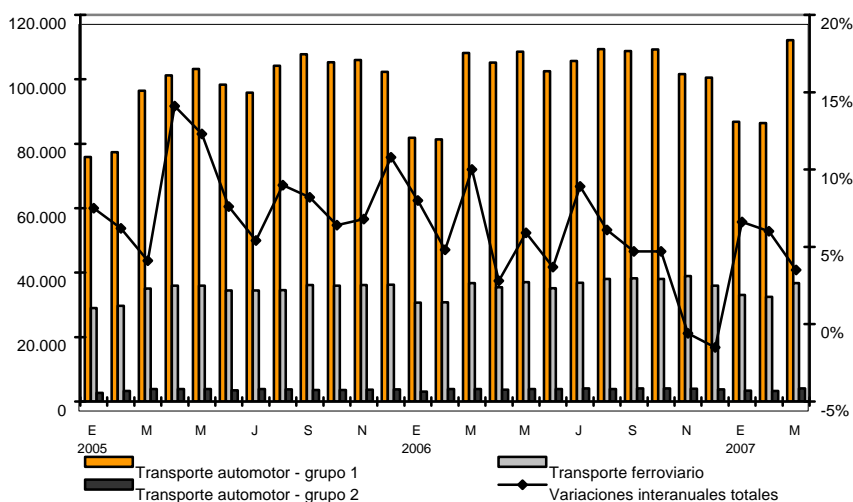 120.000
100.000
80.000
60.000
40.000
20.000
0
20%
15%
10%
5%
0%
-5%
E M M J S N E M M J S N E M
2005 2006 2007
Transporte automotor - grupo 1
Transporte ferroviario
Transporte automotor - grupo 2
Variaciones interanuales totales